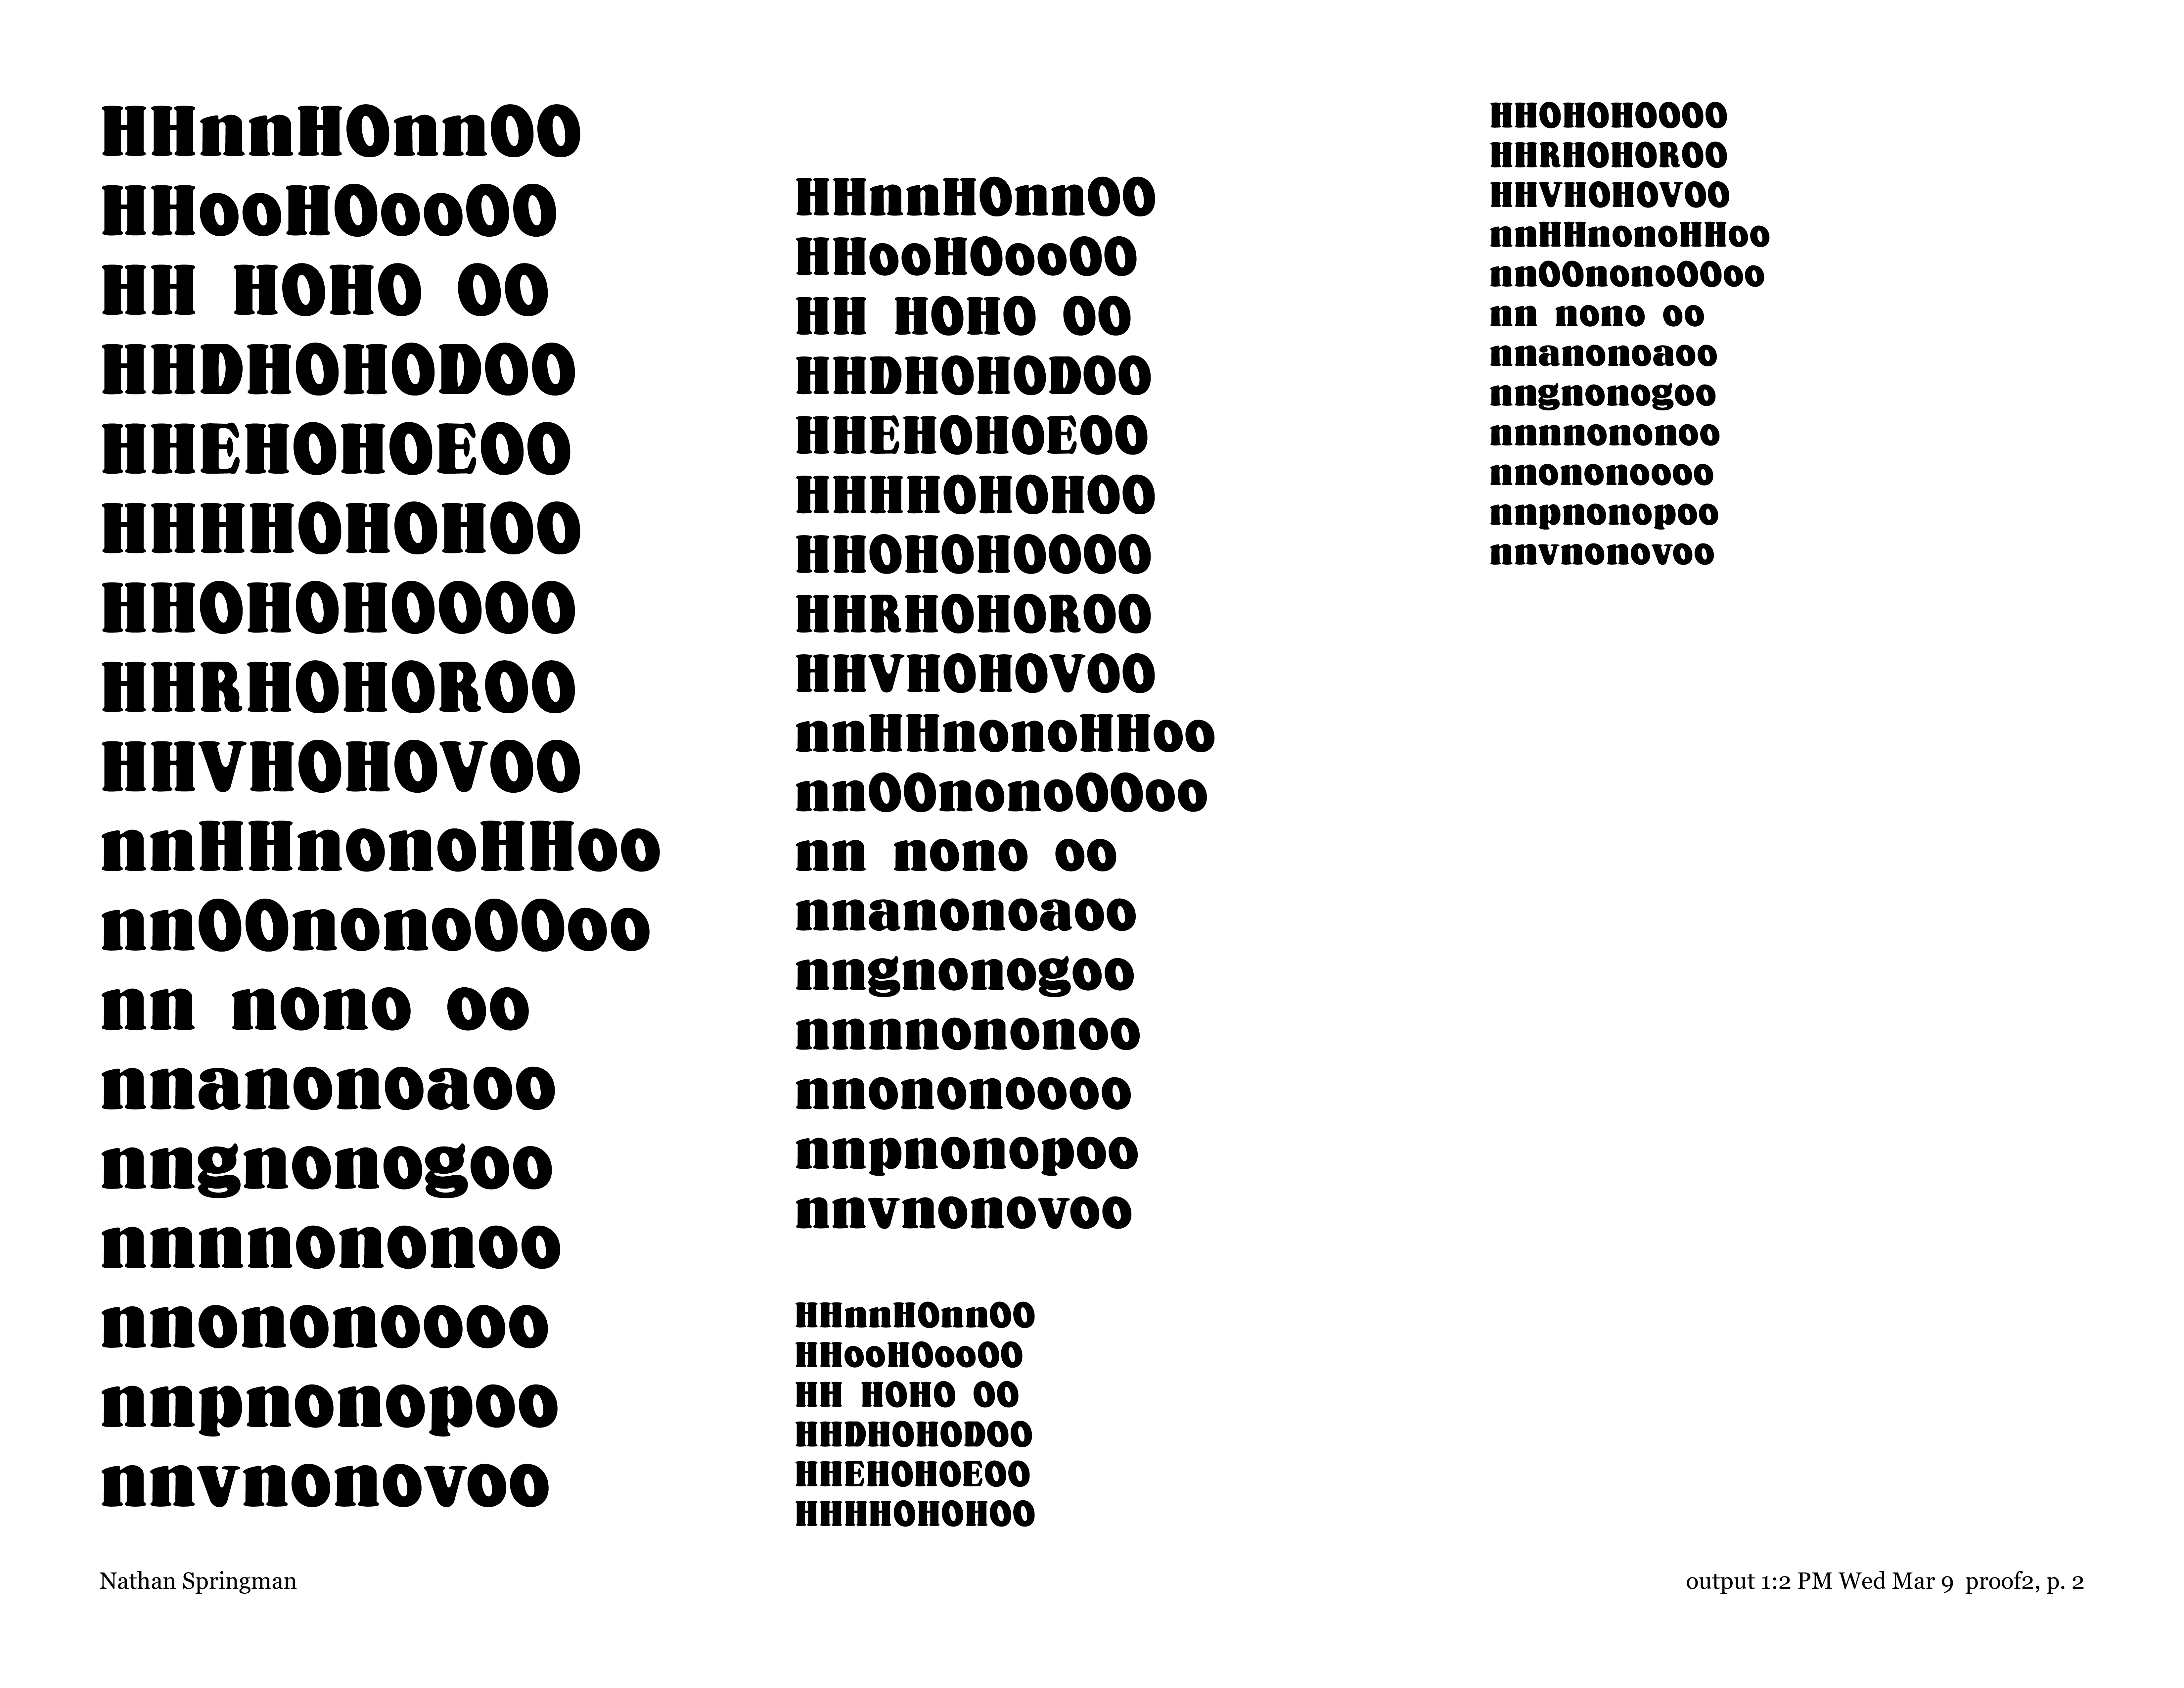 HHnnHOnnOO
HHooHOooOO
HH HOHO OO
HHDHOHODOO
HHEHOHOEOO
HHHHOHOHOO
HHOHOHOOOO
HHRHOHOROO
HHVHOHOVOO
nnHHnonoHHoo
nnOOnonoOOoo
nn nono oo
nnanonoaoo
nngnonogoo
nnnnononoo
nnononoooo
nnpnonopoo
nnvnonovoo
HHnnHOnnOO
HHooHOooOO
HH HOHO OO
HHDHOHODOO
HHEHOHOEOO
HHHHOHOHOO
HHOHOHOOOO
HHRHOHOROO
HHVHOHOVOO
nnHHnonoHHoo
nnOOnonoOOoo
nn nono oo
nnanonoaoo
nngnonogoo
nnnnononoo
nnononoooo
nnpnonopoo
nnvnonovoo
HHnnHOnnOO
HHooHOooOO
HH HOHO OO
HHDHOHODOO
HHEHOHOEOO
HHHHOHOHOO
HHOHOHOOOO
HHRHOHOROO
HHVHOHOVOO
nnHHnonoHHoo
nnOOnonoOOoo
nn nono oo
nnanonoaoo
nngnonogoo
nnnnononoo
nnononoooo
nnpnonopoo
nnvnonovoo
Nathan Springman
output 1:2 PM Wed Mar 9 proof2, p. 2